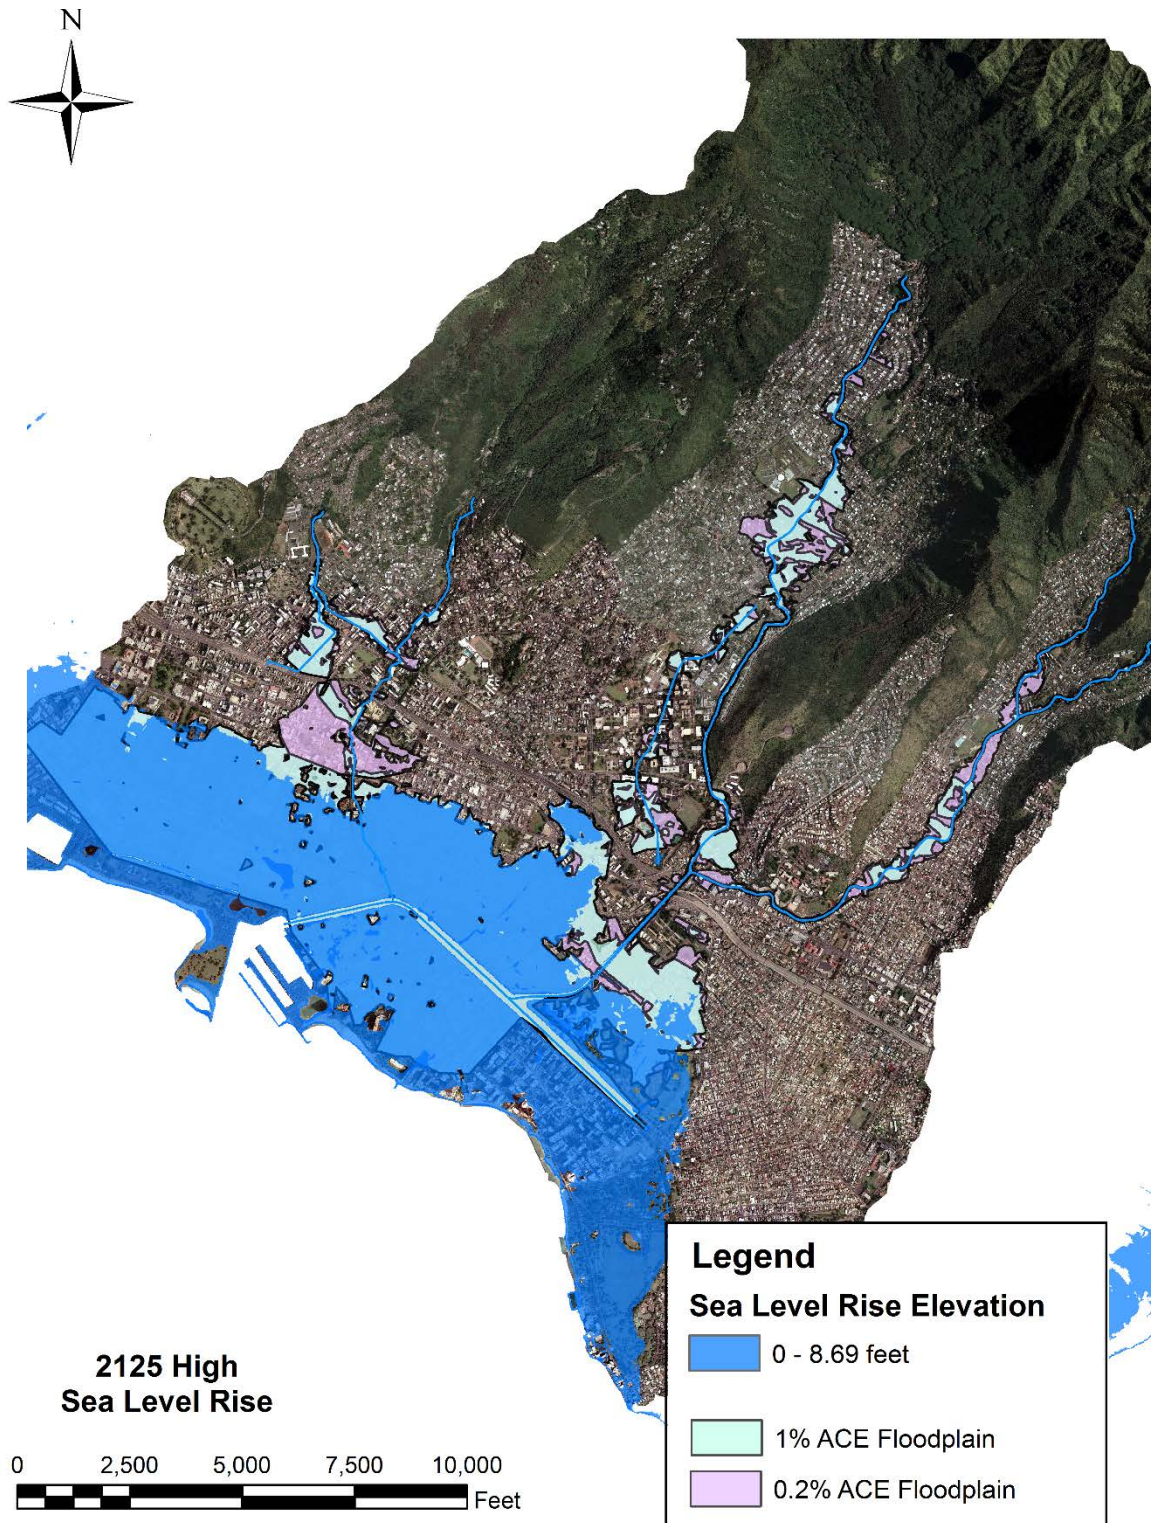 N
2125 High
Sea Level Rise
0 2,500 5,000 7,500 10,000
Feet
Legend
Sea Level Rise Elevation
0 - 8.69 feet
1% ACE Floodplain
0.2% ACE Floodplain